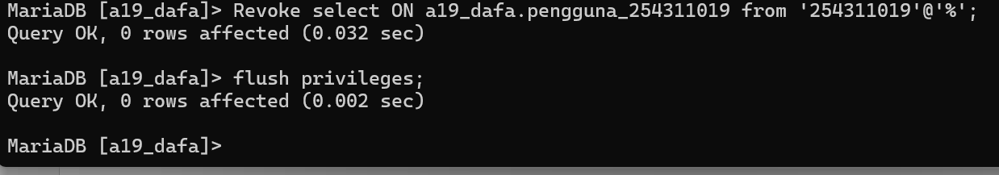 MariaDB [a19_dafa]> Revoke select ON a19_dafa.pengguna_254311019 from '254311019'@'%';
Query OK, 0 rows affected (0.032 sec)
MariaDB [a19_dafa]> flush privileges;
Query OK, 0 rows affected (0.002 sec)
MariaDB [a19_dafa]>